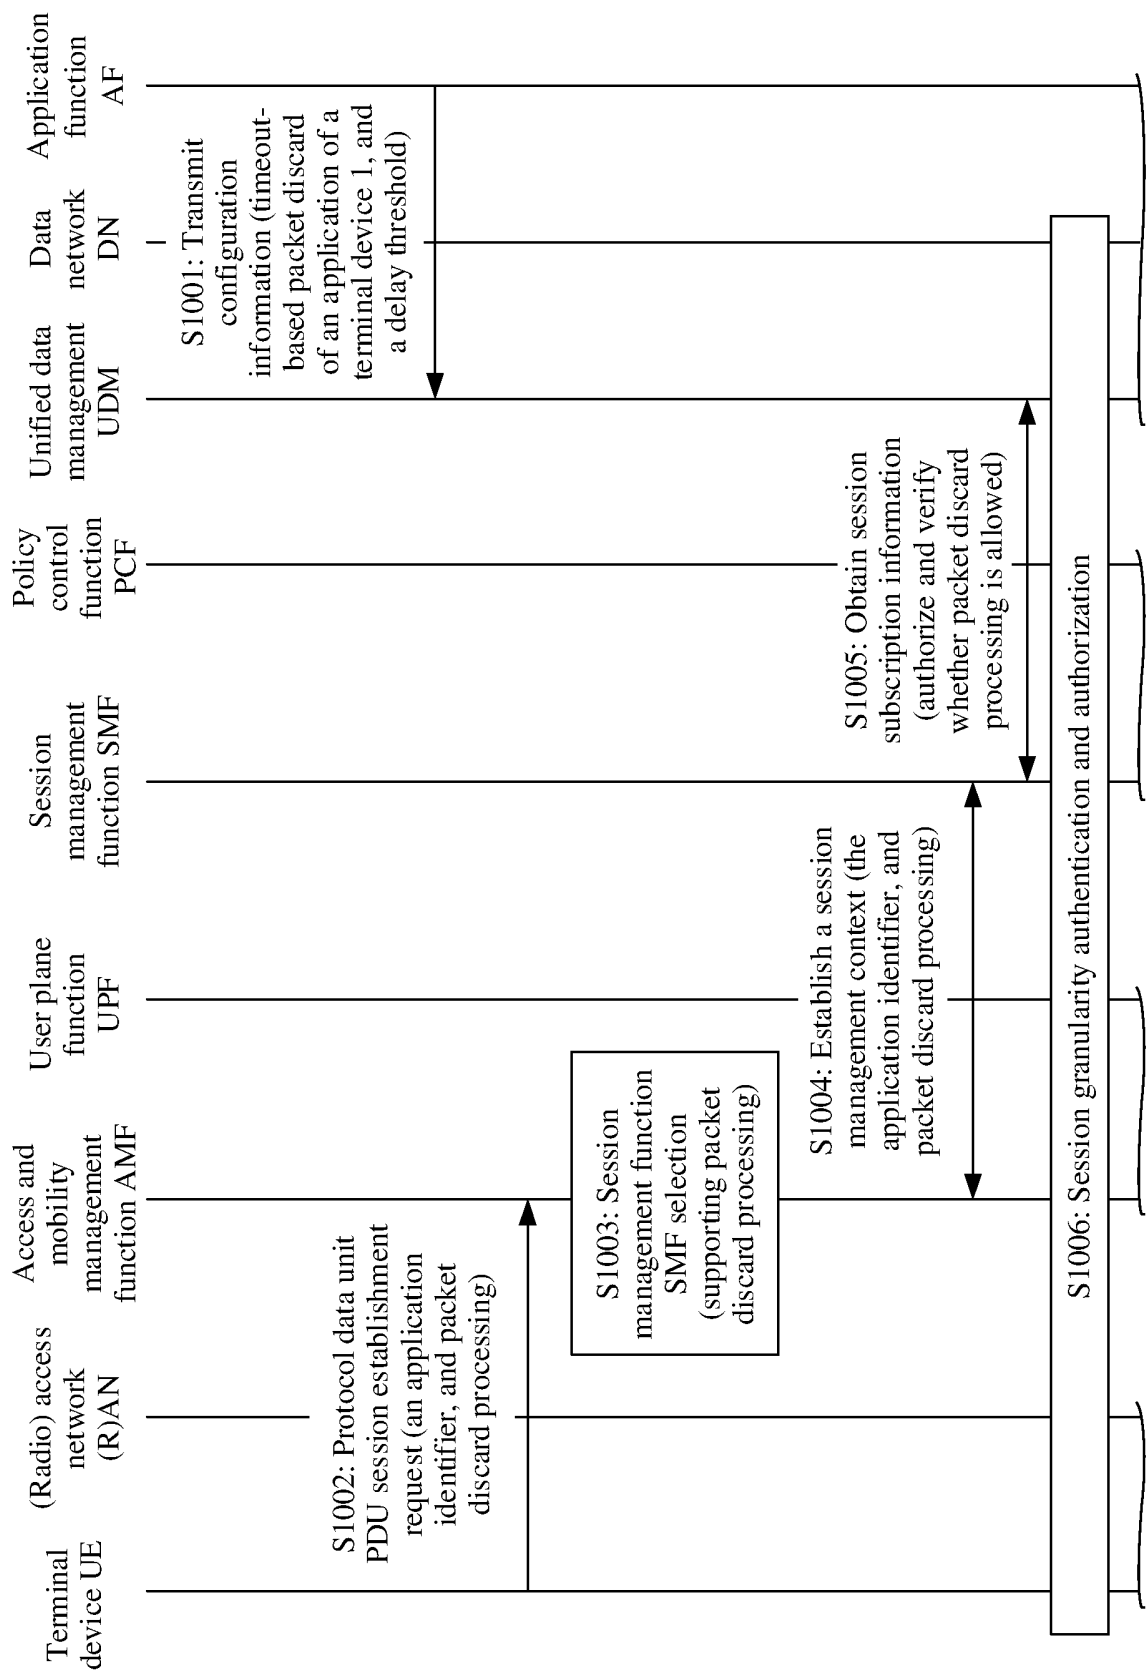 Terminal
device UE
(Radio) access
network
(R)AN
Access and
mobility
management
function AMF
User plane
function
UPF
Session
management
function SMF
Policy
control
function
PCF
Unified data
management
UDM
Data
network
DN
Application
function
AF
S1001: Transmit
configuration
information (timeout-
based packet discard
of an application of a
terminal device 1, and
a delay threshold)
S1002: Protocol data unit
PDU session establishment
request (an application
identifier, and packet
discard processing)
S1003: Session
management function
SMF selection
(supporting packet
discard processing)
S1004: Establish a session
management context (the
application identifier, and
packet discard processing)
S1005: Obtain session
subscription information
(authorize and verify
whether packet discard
processing is allowed)
S1006: Session granularity authentication and authorization